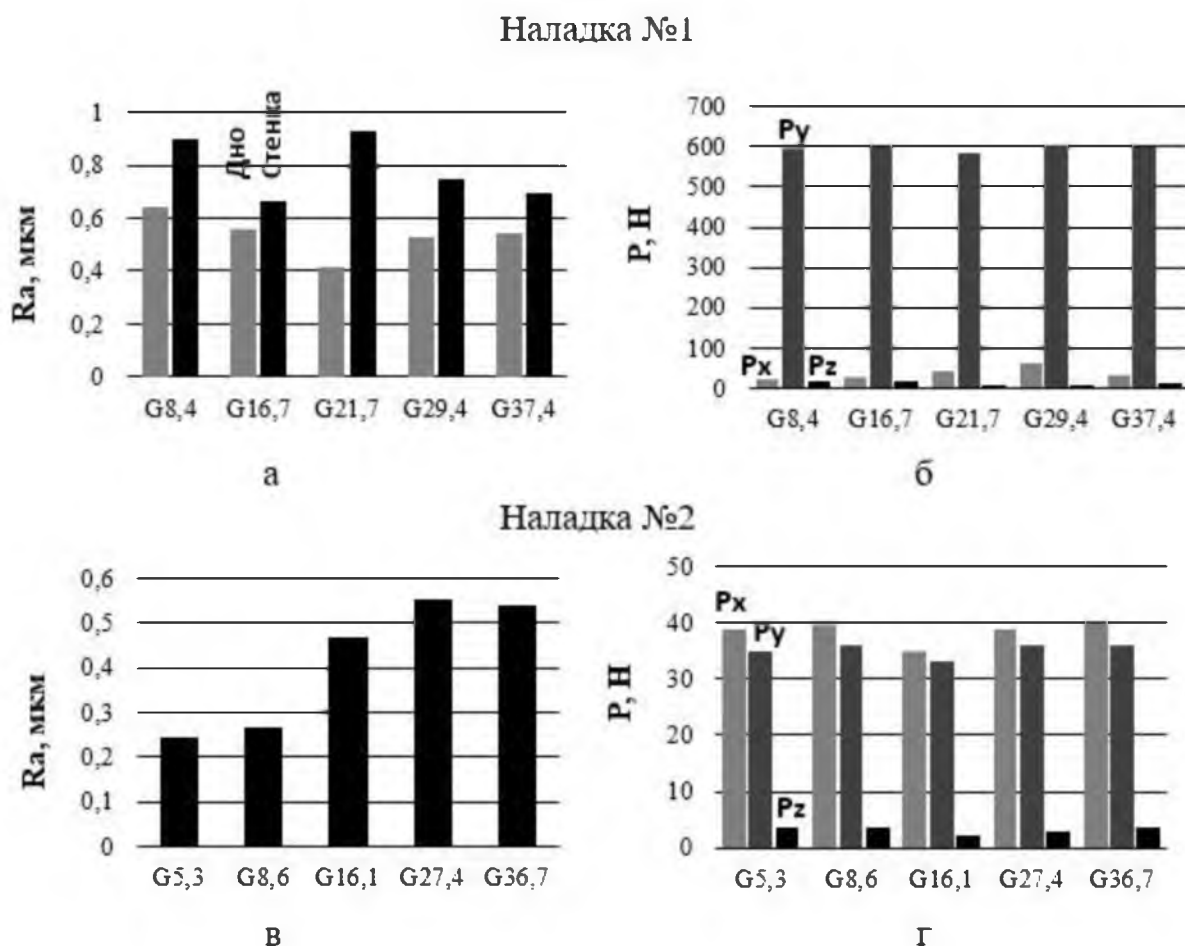 Наладка №1
Ra, мкм
1
0,8
0,6
0,4
0,2
0
Дно
Стенка
G8,4 G16,7 G21,7 G29,4 G37,4
а
P, Н
700
600
500
400
300
200
100
0
Py
Px Pz
G8,4 G16,7 G21,7 G29,4 G37,4
б
Наладка №2
Ra, мкм
0,6
0,5
0,4
0,3
0,2
0,1
0
G5,3 G8,6 G16,1 G27,4 G36,7
в
P, Н
50
40
30
20
10
0
Px
Py
Pz
G5,3 G8,6 G16,1 G27,4 G36,7
г